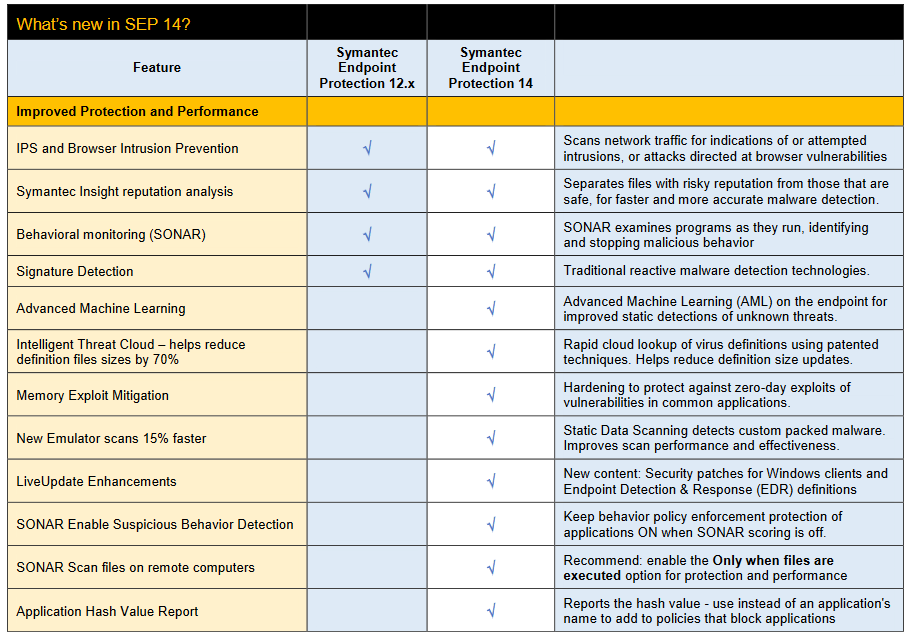 What's new in SEP 14?
Feature
Symantec
Endpoint
Protection 12.x
Symantec
Endpoint
Protection 14
Improved Protection and Performance
IPS and Browser Intrusion Prevention
√
√
Scans network traffic for indications of or attempted
intrusions, or attacks directed at browser vulnerabilities
Symantec Insight reputation analysis
√
√
Separates files with risky reputation from those that are
safe, for faster and more accurate malware detection.
Behavioral monitoring (SONAR)
√
√
SONAR examines programs as they run, identifying
and stopping malicious behavior
Signature Detection
√
√
Traditional reactive malware detection technologies.
Advanced Machine Learning
√
Advanced Machine Learning (AML) on the endpoint for
improved static detections of unknown threats.
Intelligent Threat Cloud – helps reduce
definition files sizes by 70%
√
Rapid cloud lookup of virus definitions using patented
techniques. Helps reduce definition size updates.
Memory Exploit Mitigation
√
Hardening to protect against zero-day exploits of
vulnerabilities in common applications.
New Emulator scans 15% faster
√
Static Data Scanning detects custom packed malware.
Improves scan performance and effectiveness.
LiveUpdate Enhancements
√
New content: Security patches for Windows clients and
Endpoint Detection & Response (EDR) definitions
SONAR Enable Suspicious Behavior Detection
√
Keep behavior policy enforcement protection of
applications ON when SONAR scoring is off.
SONAR Scan files on remote computers
√
Recommend: enable the Only when files are
executed option for protection and performance
Application Hash Value Report
√
Reports the hash value - use instead of an application's
name to add to policies that block applications